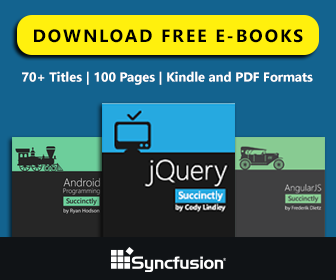 DOWNLOAD FREE E-BOOKS
70+ Titles | 100 Pages | Kindle and PDF Formats
jQuery
Succinctly
by Cody Lindley
Android
Programming
Succinctly
by Ryan Hodson
AngularJS
Succinctly
by Frederik Dietz
Syncfusion®